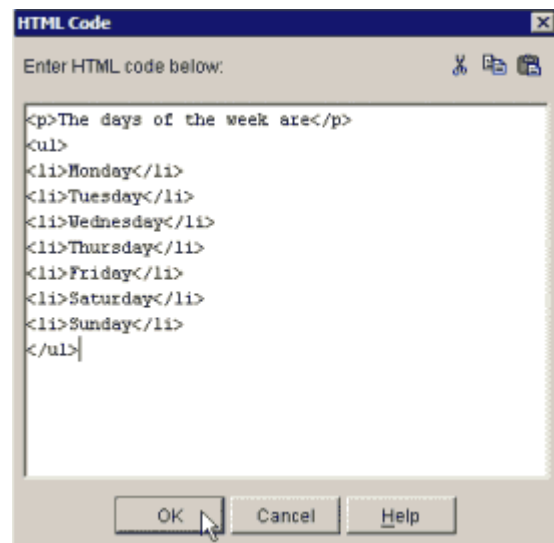 HTML Code
Enter HTML code below:
<p>The days of the week are</p>
<ul>
<li>Monday</li>
<li>Tuesday</li>
<li>Wednesday</li>
<li>Thursday</li>
<li>Friday</li>
<li>Saturday</li>
<li>Sunday</li>
</ul>
OK Cancel Help